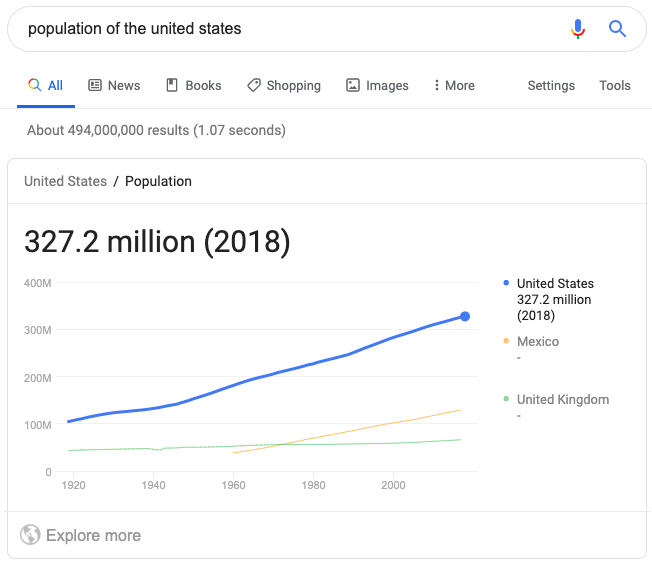 population of the united states
All News Books Shopping Images More Settings Tools
About 494,000,000 results (1.07 seconds)
United States / Population
327.2 million (2018)
400M
300M
200M
100M
0
1920 1940 1960 1980 2000
United States
327.2 million
(2018)
Mexico
-
United Kingdom
-
Explore more